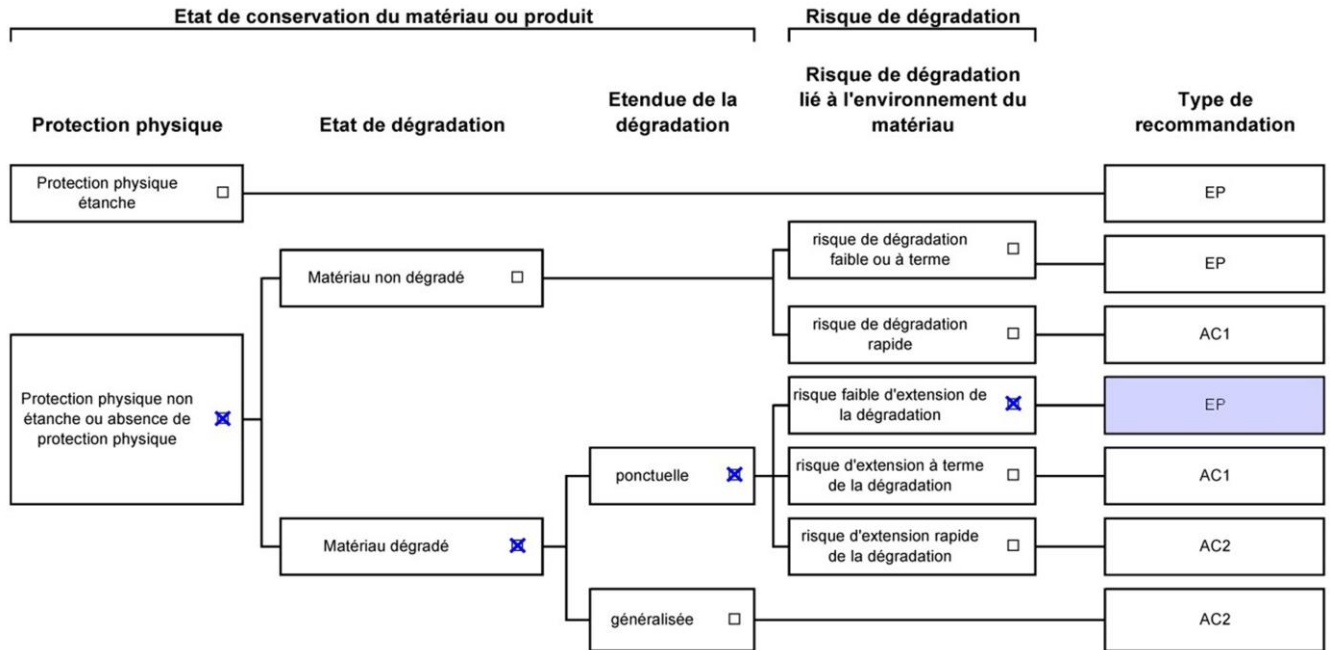 Etat de conservation du matériau ou produit
Risque de dégradation
Protection physique
Etat de dégradation
Etendue de la
dégradation
Risque de dégradation
lié à l'environnement du
matériau
Type de
recommandation
Protection physique
étanche
EP
Matériau non dégradé
risque de dégradation
faible ou à terme
EP
risque de dégradation
rapide
AC1
Protection physique non
étanche ou absence de
protection physique
risque faible d'extension de
la dégradation
EP
ponctuelle
risque d'extension à terme
de la dégradation
AC1
Matériau dégradé
risque d'extension rapide
de la dégradation
AC2
généralisée
AC2